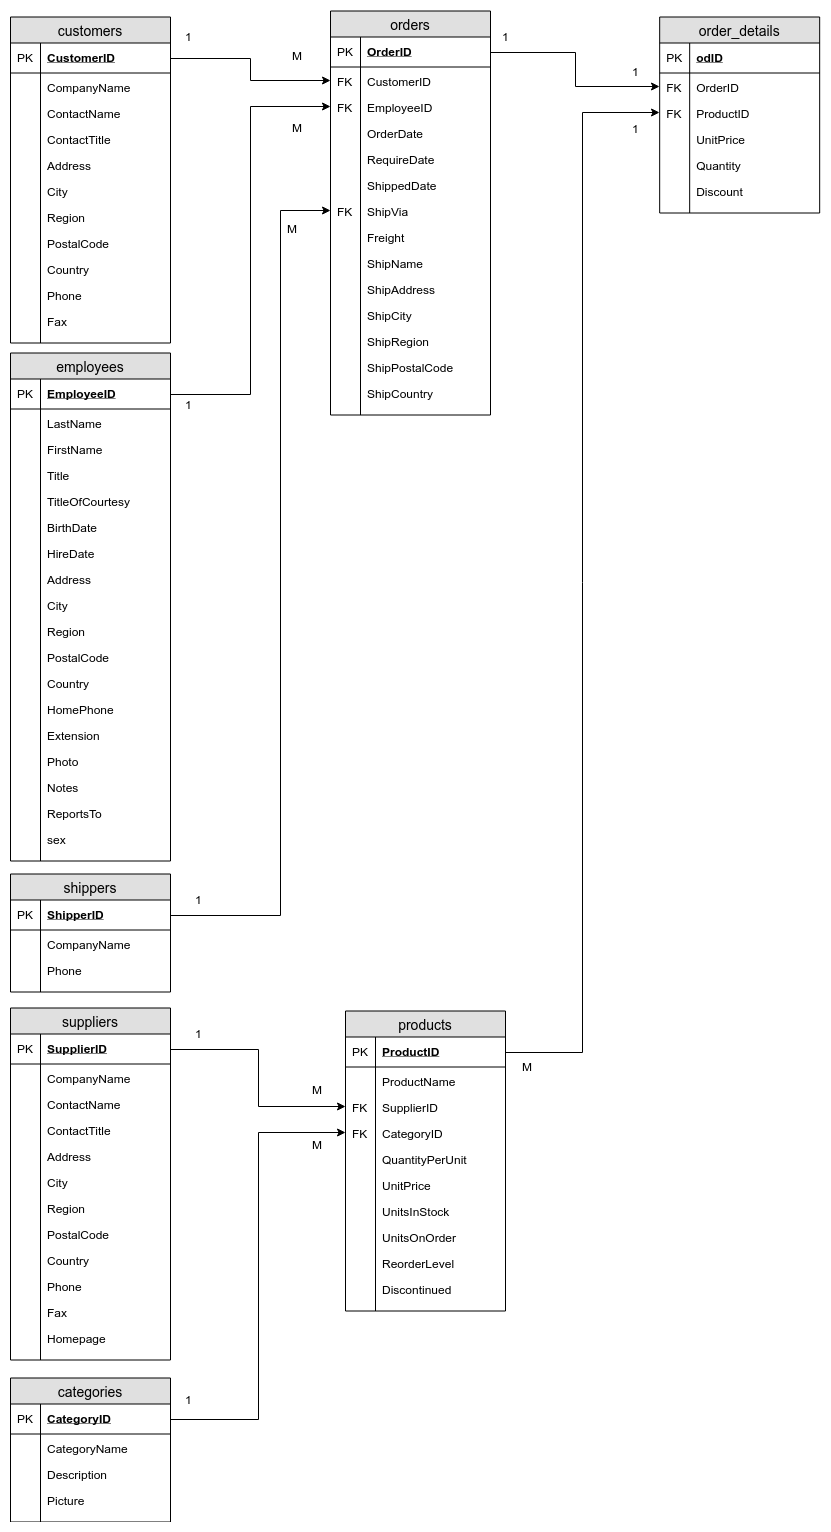 customers
PK CustomerID
CompanyName
ContactName
ContactTitle
Address
City
Region
PostalCode
Country
Phone
Fax
1
M
employees
PK EmployeeID
LastName
FirstName
Title
TitleOfCourtesy
BirthDate
HireDate
Address
City
Region
PostalCode
Country
HomePhone
Extension
Photo
Notes
ReportsTo
sex
1
M
shippers
PK ShipperID
CompanyName
Phone
1
M
suppliers
PK SupplierID
CompanyName
ContactName
ContactTitle
Address
City
Region
PostalCode
Country
Phone
Fax
Homepage
1
M
categories
PK CategoryID
CategoryName
Description
Picture
1
M
orders
PK OrderID
FK CustomerID
FK EmployeeID
OrderDate
RequireDate
ShippedDate
FK ShipVia
Freight
ShipName
ShipAddress
ShipCity
ShipRegion
ShipPostalCode
ShipCountry
1
1
products
PK ProductID
ProductName
FK SupplierID
FK CategoryID
QuantityPerUnit
UnitPrice
UnitsInStock
UnitsOnOrder
ReorderLevel
Discontinued
M
1
order_details
PK odID
FK OrderID
FK ProductID
UnitPrice
Quantity
Discount